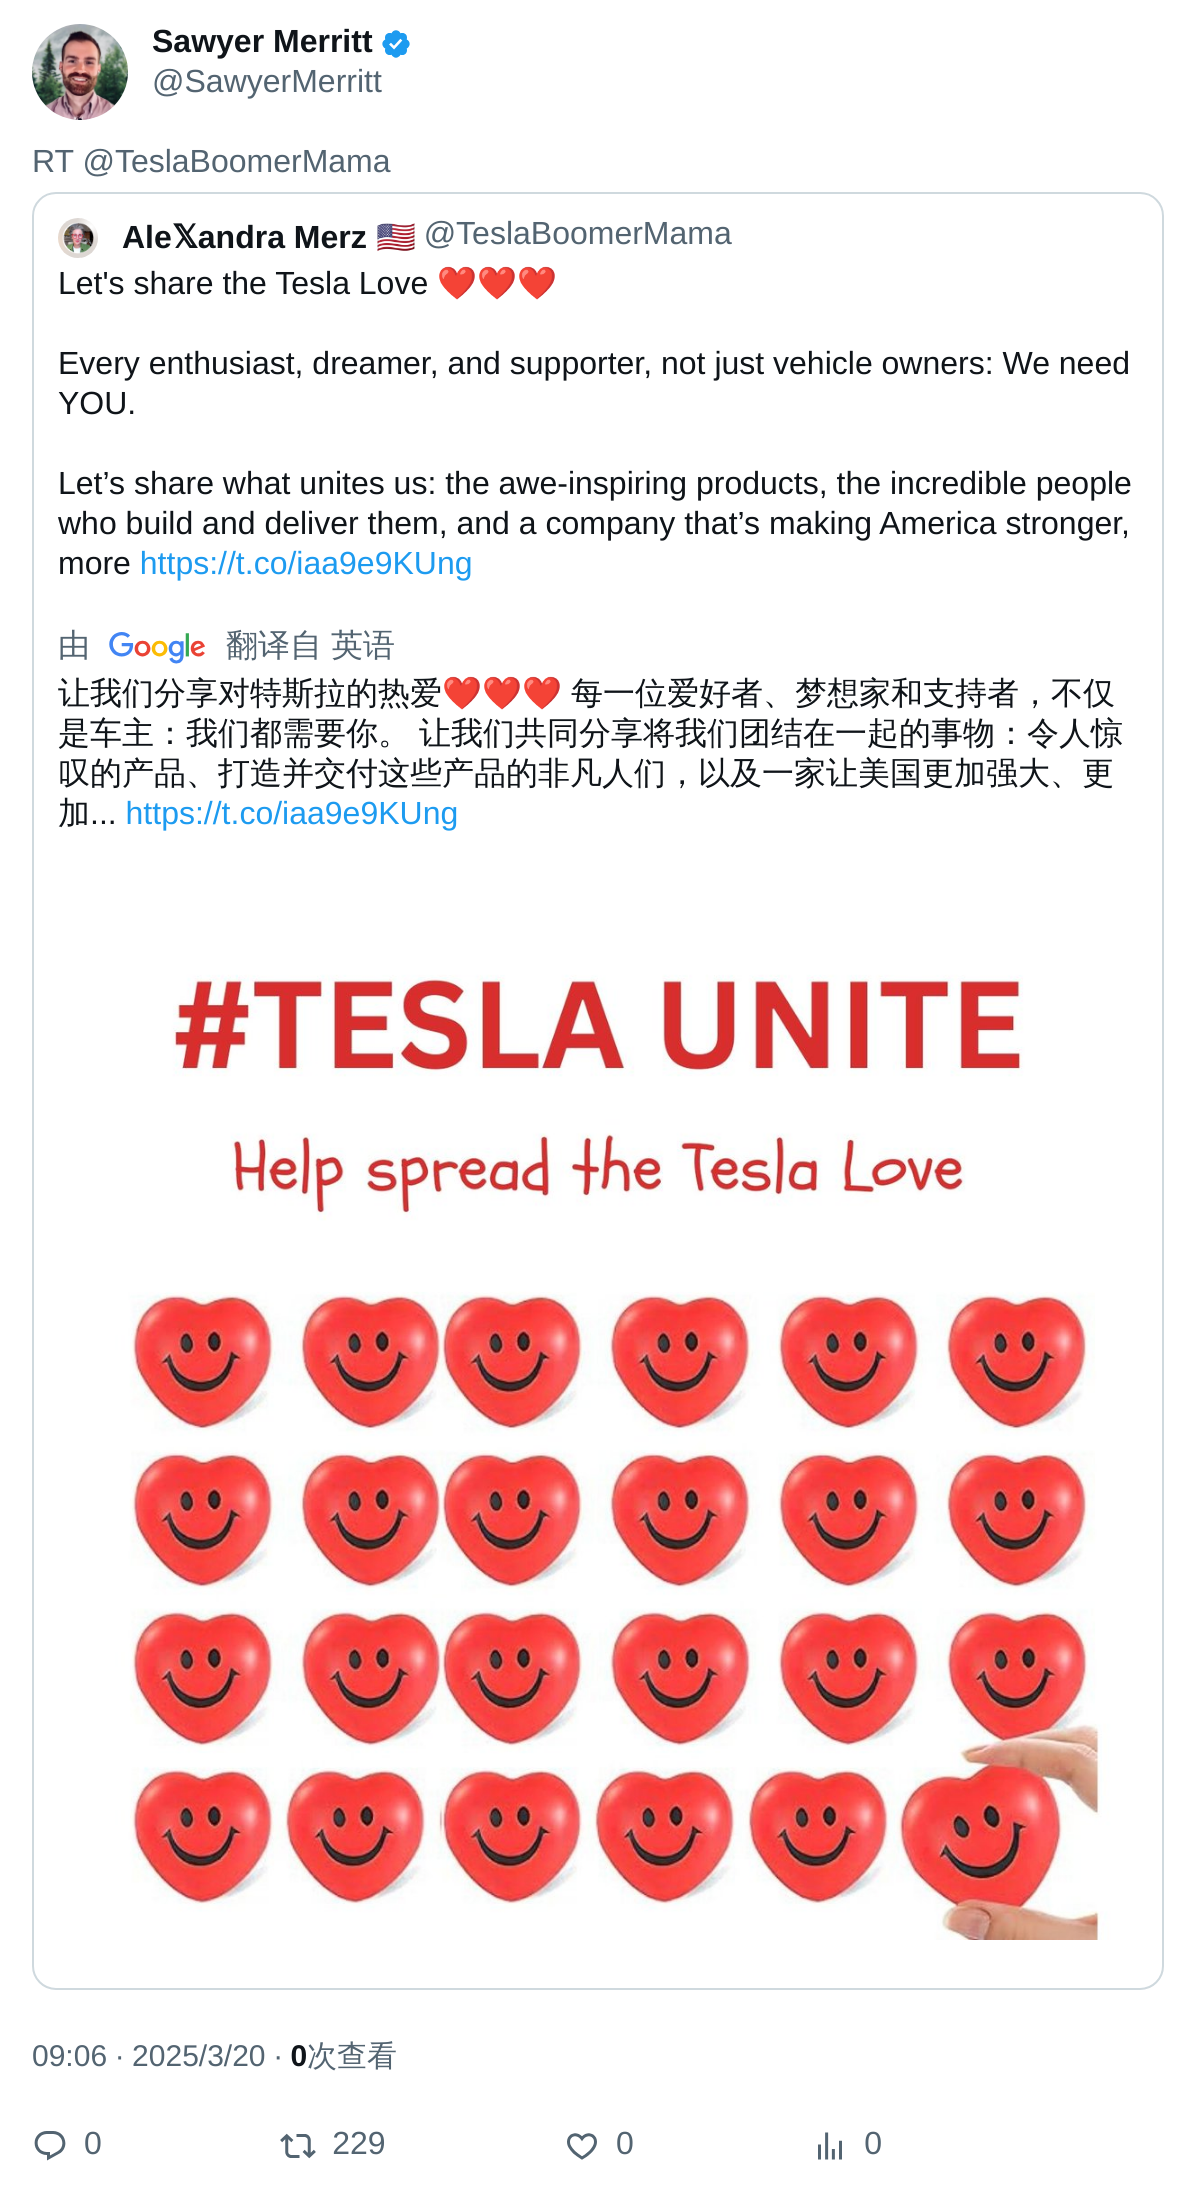 Sawyer Merritt
@SawyerMerritt
RT @TeslaBoomerMama
Ale𝕏andra Merz 🇺🇸 @TeslaBoomerMama
Let's share the Tesla Love ❤️❤️❤️
Every enthusiast, dreamer, and supporter, not just vehicle owners: We need
YOU.
Let’s share what unites us: the awe-inspiring products, the incredible people
who build and deliver them, and a company that’s making America stronger,
more https://t.co/iaa9e9KUng
由 Google 翻译自 英语
让我们分享对特斯拉的热爱❤️❤️❤️ 每一位爱好者、梦想家和支持者，不仅
是车主：我们都需要你。 让我们共同分享将我们团结在一起的事物：令人惊
叹的产品、打造并交付这些产品的非凡人们，以及一家让美国更加强大、更
加... https://t.co/iaa9e9KUng
#TESLA UNITE
Help spread the Tesla Love
09:06 · 2025/3/20 · 0次查看
0 229 0 0